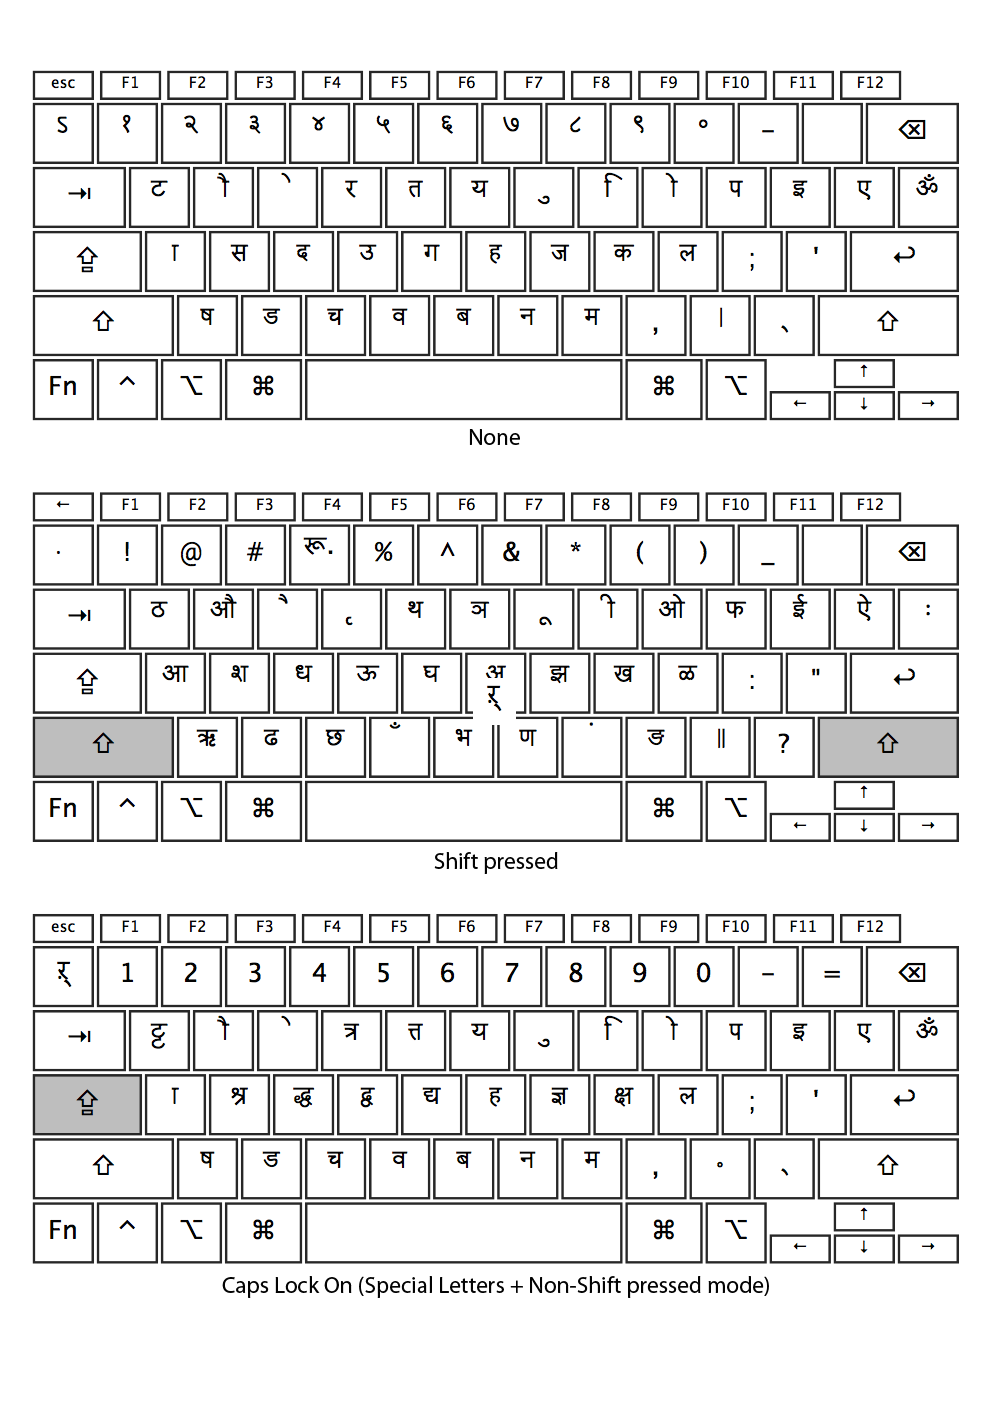 esc F1 F2 F3 F4 F5 F6 F7 F8 F9 F10 F11 F12
ऽ १ २ ३ ४ ५ ६ ७ ८ ९ ० –
⇥ ट ौ े र त य ु ि ो प इ ए ॐ
⇪ ा स द उ ग ह ज क ल ; ' ↩
⇧ ष ड च व ब न म , । ् ⇧
Fn ^ ⌥ ⌘ ⌘ ⌥ ← ↑ ↓ →
None
← F1 F2 F3 F4 F5 F6 F7 F8 F9 F10 F11 F12
· ! @ # रू. % ^ & * ( ) _ ⌫
⇥ ठ औ ै ृ थ ञ ू ी ओ फ ई ऐ ः
⇪ आ श ध ऊ घ अ ऱ् झ ख ळ : " ↩
⇧ ऋ ढ छ ँ भ ण ं ङ ॥ ? ⇧
Fn ^ ⌥ ⌘ ⌘ ⌥ ← ↑ ↓ →
Shift pressed
esc F1 F2 F3 F4 F5 F6 F7 F8 F9 F10 F11 F12
ऱ् 1 2 3 4 5 6 7 8 9 0 – = ⌫
⇥ ट्ट ौ े त्र त्त य ु ि ो प इ ए ॐ
⇪ ा श्र द्ध द्व द्य ह ज्ञ क्ष ल ; ' ↩
⇧ ष ड च व ब न म , ॰ ् ⇧
Fn ^ ⌥ ⌘ ⌘ ⌥ ← ↑ ↓ →
Caps Lock On (Special Letters + Non-Shift pressed mode)